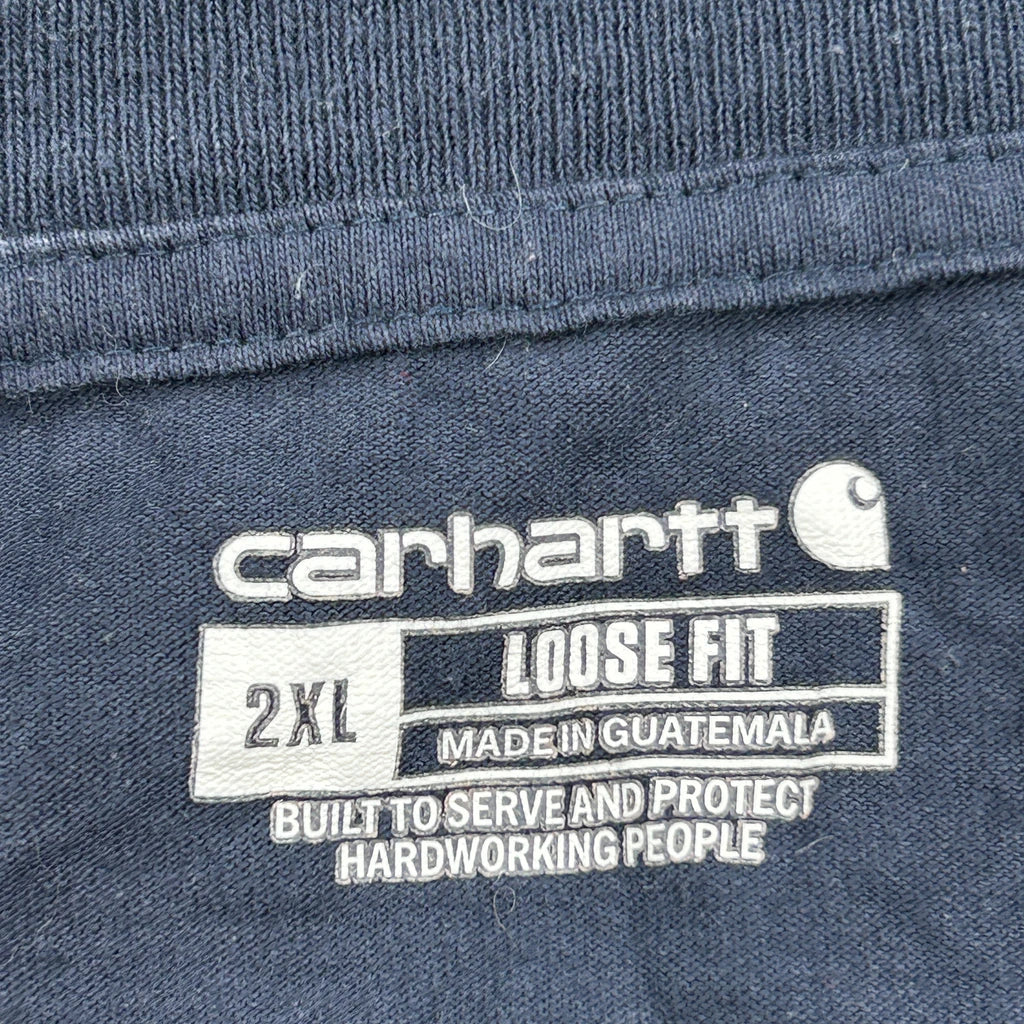 carhartt
2XL
LOOSE FIT
MADE IN GUATEMALA
BUILT TO SERVE AND PROTECT
HARDWORKING PEOPLE